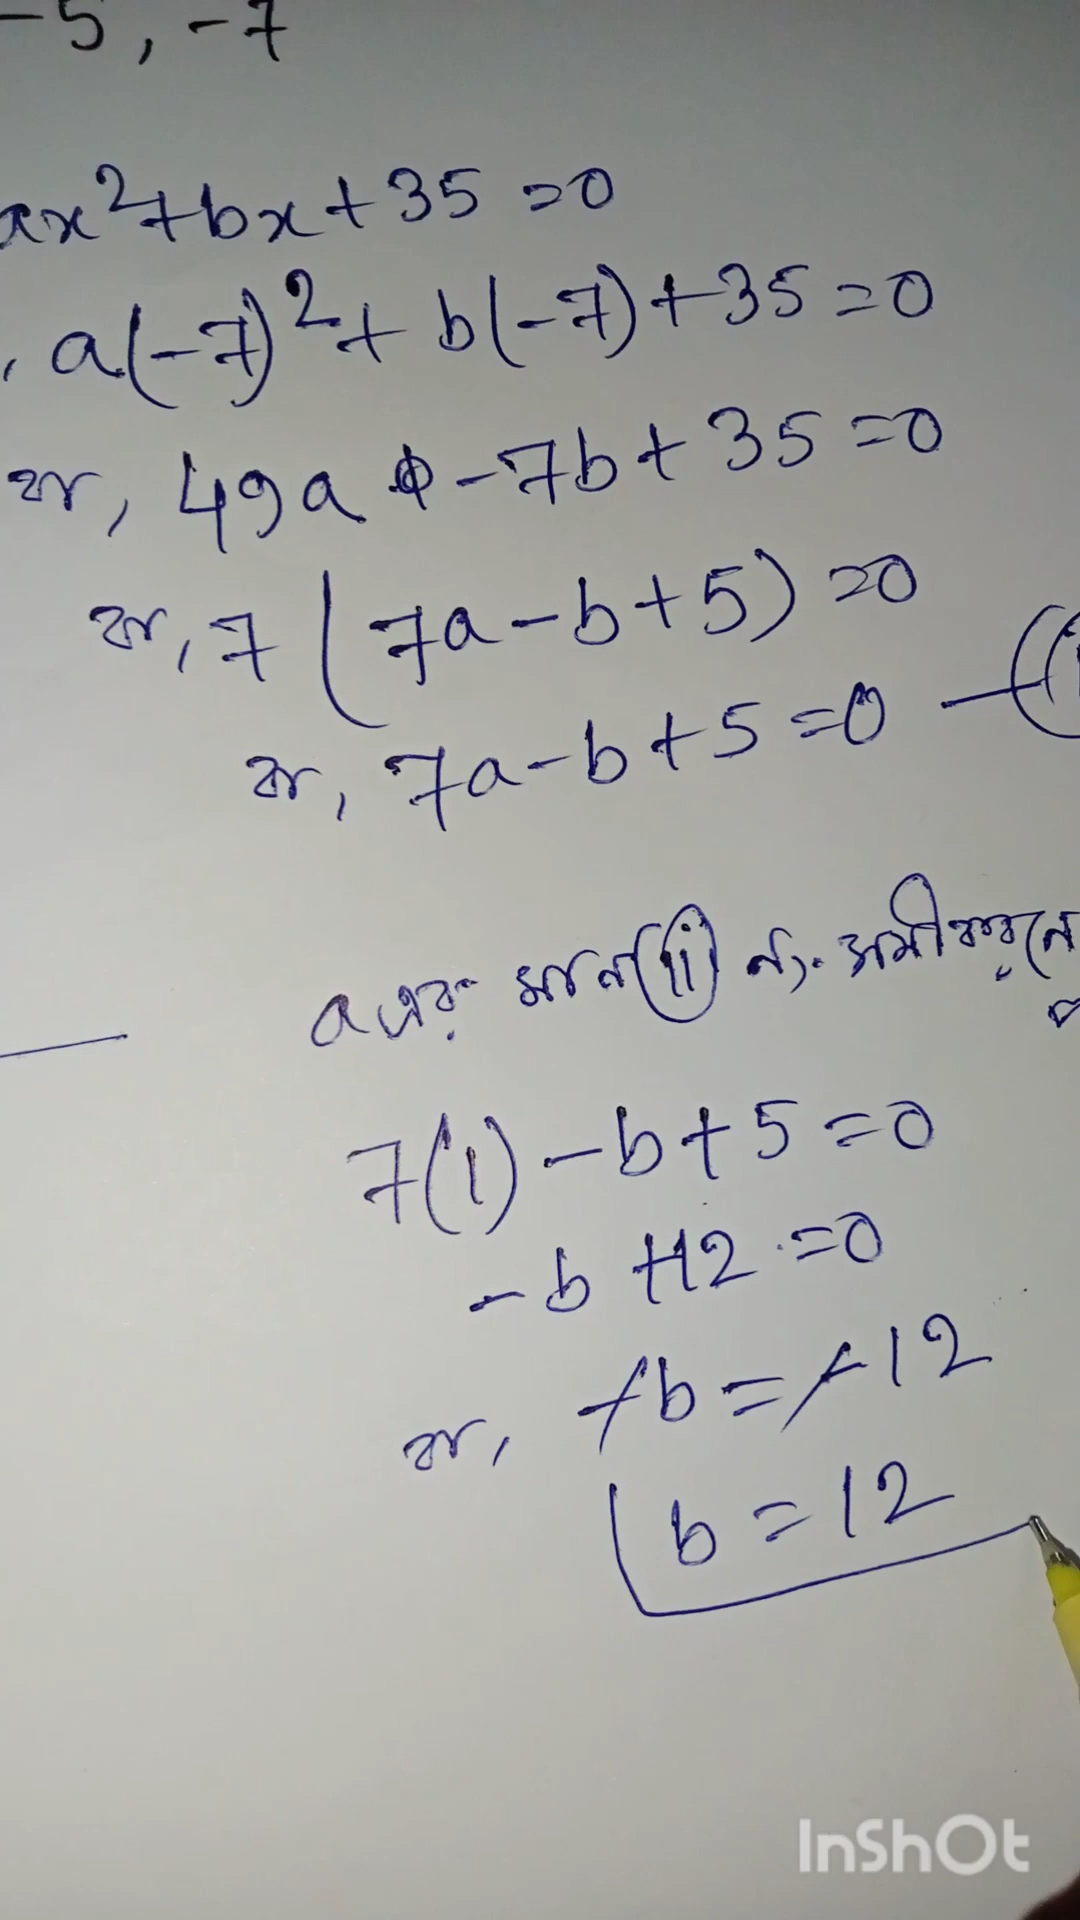 -5, -7
ax²+bx+35=0
, a(-7)²+ b(-7)+35=0
বা, 49a -7b+35=0
বা, 7(7a-b+5)=0
বা, 7a-b+5=0
a এর মান (ii) নং সমীকরনে
7(1)-b+5=0
-b+12=0
বা, -b=-12
b=12
InShOt